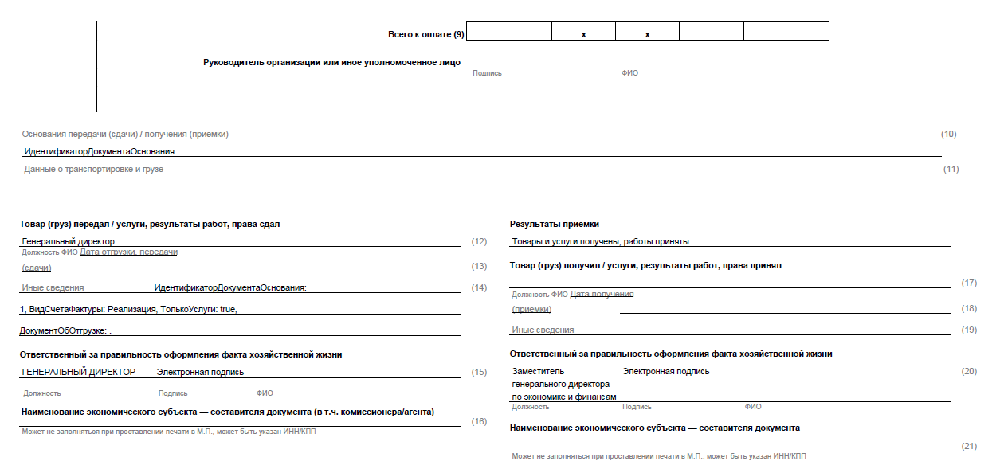 Всего к оплате (9) x x
Руководитель организации или иное уполномоченное лицо
Подпись ФИО
Основания передачи (сдачи) / получения (приемки) (10)
ИдентификаторДокументаОснования:
Данные о транспортировке и грузе (11)
Товар (груз) передал / услуги, результаты работ, права сдал
Генеральный директор (12)
Должность ФИО Дата отгрузки, передачи
(сдачи) (13)
Иные сведения ИдентификаторДокументаОснования: (14)
1, ВидСчетаФактуры: Реализация, ТолькоУслуги: true,
ДокументОбОтгрузке: .
Ответственный за правильность оформления факта хозяйственной жизни
ГЕНЕРАЛЬНЫЙ ДИРЕКТОР Электронная подпись (15)
Должность Подпись ФИО
Наименование экономического субъекта — составителя документа (в т.ч. комиссионера/агента)
(16)
Может не заполняться при проставлении печати в М.П., может быть указан ИНН/КПП
Результаты приемки
Товары и услуги получены, работы приняты
Товар (груз) получил / услуги, результаты работ, права принял
(17)
Должность ФИО Дата получения
(приемки) (18)
Иные сведения (19)
Ответственный за правильность оформления факта хозяйственной жизни
Заместитель Электронная подпись (20)
генерального директора
по экономике и финансам
Должность Подпись ФИО
Наименование экономического субъекта — составителя документа
(21)
Может не заполняться при проставлении печати в М.П., может быть указан ИНН/КПП